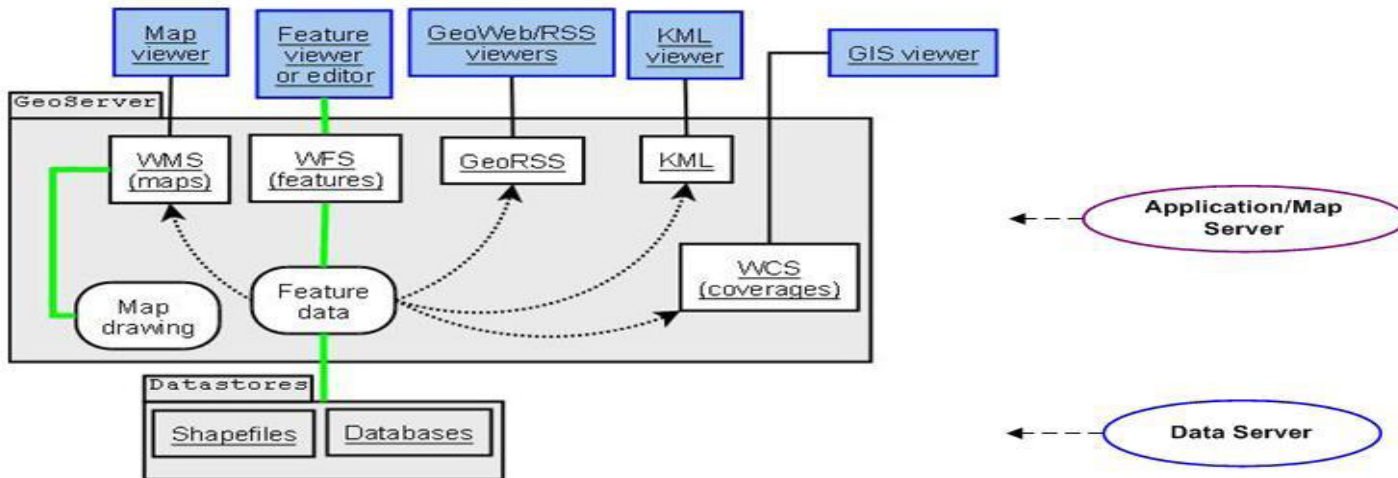 Map
viewer
Feature
viewer
or editor
GeoWeb/RSS
viewers
KML
viewer
GIS viewer
GeoServer
WMS
(maps)
WFS
(features)
GeoRSS
KML
Application/Map
Server
WCS
(coverages)
Feature
data
Map
drawing
Datastores
Shapefiles
Databases
Data Server